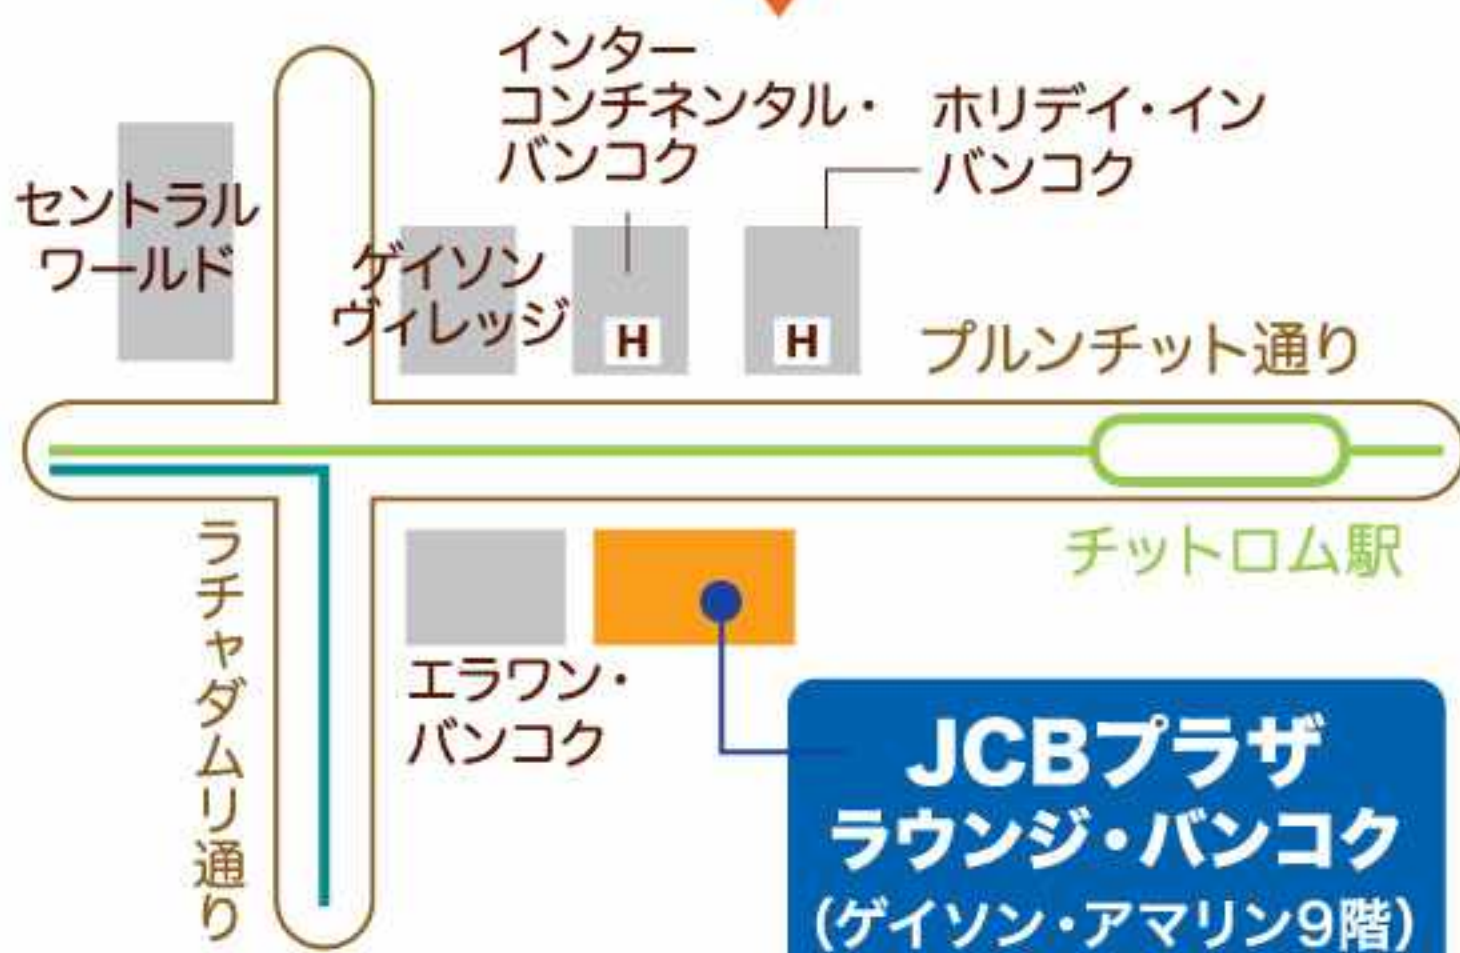 インター
コンチネンタル・
バンコク
ホリデイ・イン
バンコク
セントラル
ワールド
ゲイソン
ヴィレッジ
H
H
プルンチット通り
チットロム駅
ラチャダムリ通り
エラワン・
バンコク
JCBプラザ
ラウンジ・バンコク
(ゲイソン・アマリン9階)